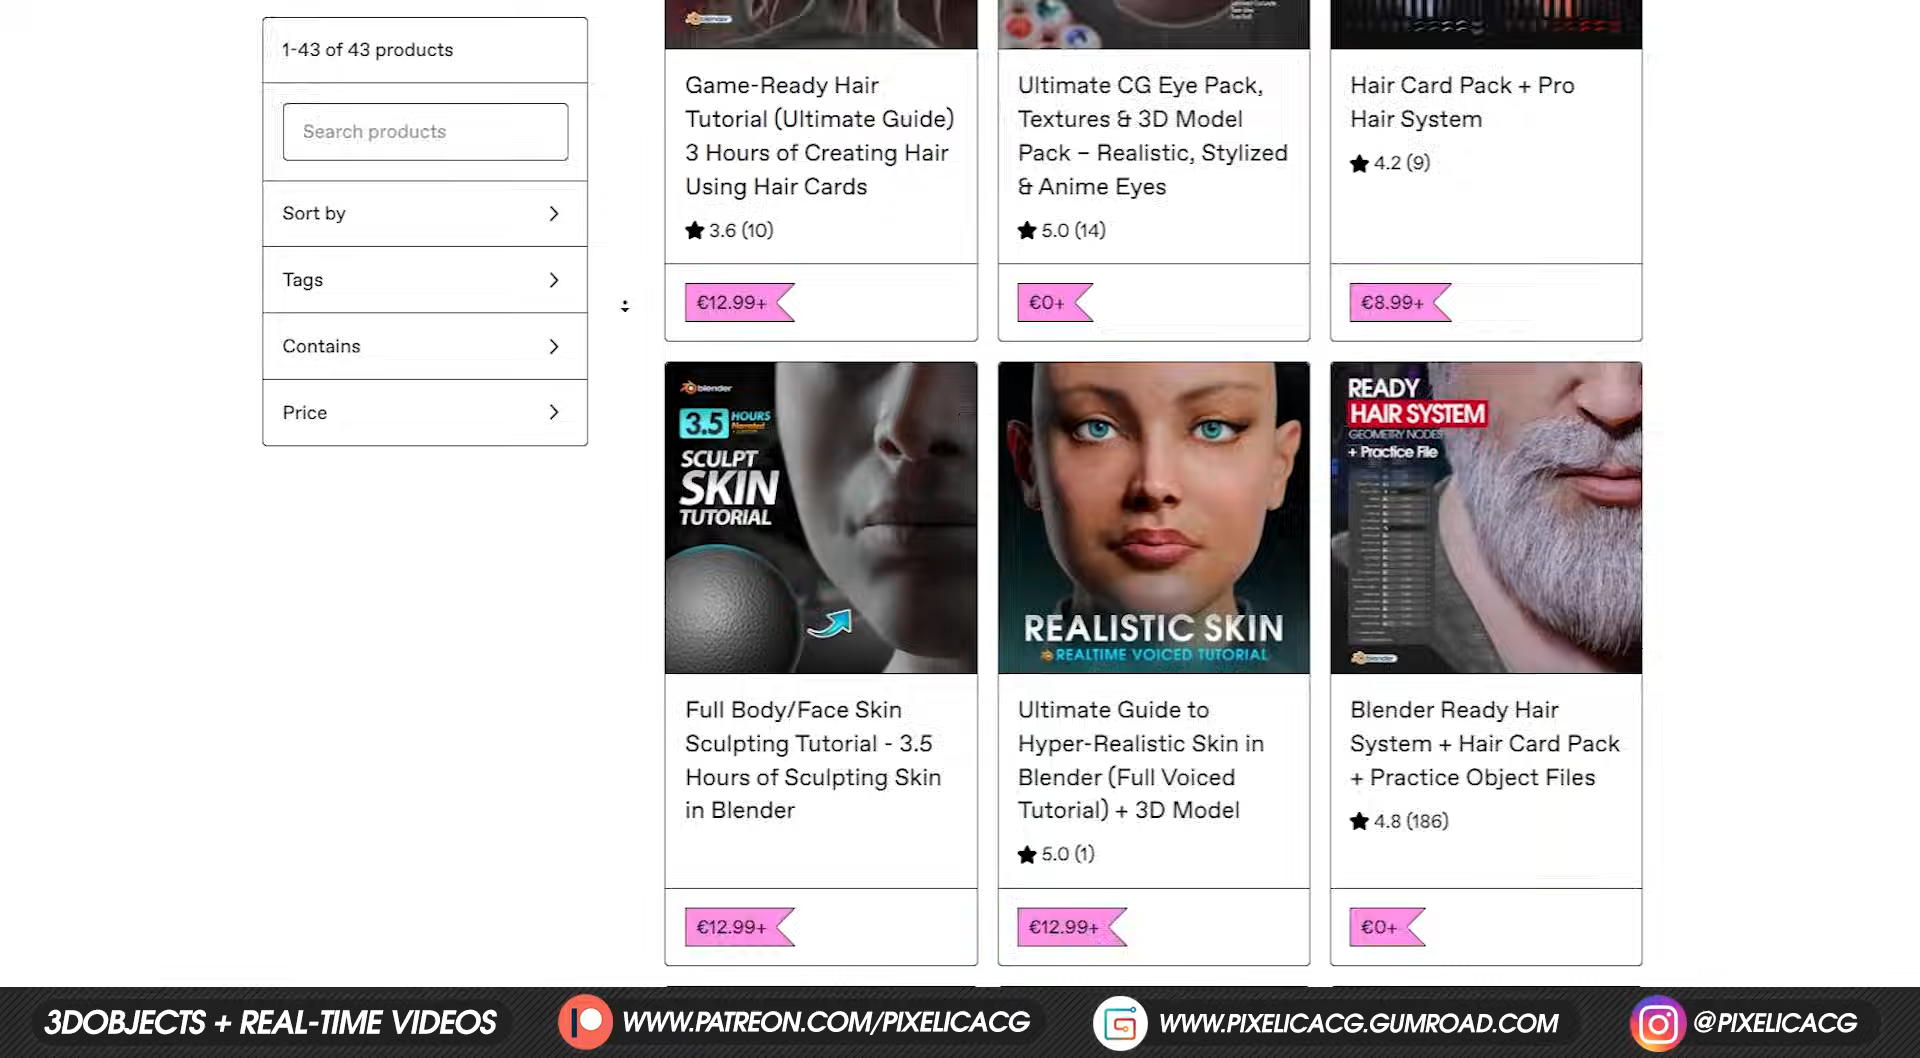 1-43 of 43 products
Search products
Sort by
Tags
Contains
Price
blender
Game-Ready Hair
Tutorial (Ultimate Guide)
3 Hours of Creating Hair
Using Hair Cards
3.6 (10)
€12.99+
Ultimate CG Eye Pack,
Textures & 3D Model
Pack – Realistic, Stylized
& Anime Eyes
5.0 (14)
€0+
Hair Card Pack + Pro
Hair System
4.2 (9)
€8.99+
blender
3.5 HOURS
Narrated
SCULPT
SKIN
TUTORIAL
Full Body/Face Skin
Sculpting Tutorial - 3.5
Hours of Sculpting Skin
in Blender
€12.99+
REALISTIC SKIN
REALTIME VOICED TUTORIAL
Ultimate Guide to
Hyper-Realistic Skin in
Blender (Full Voiced
Tutorial) + 3D Model
5.0 (1)
€12.99+
READY
HAIR SYSTEM
GEOMETRY NODES
+ Practice File
blender
Blender Ready Hair
System + Hair Card Pack
+ Practice Object Files
4.8 (186)
€0+
3DOBJECTS + REAL-TIME VIDEOS
WWW.PATREON.COM/PIXELICACG
WWW.PIXELICACG.GUMROAD.COM
@PIXELICACG